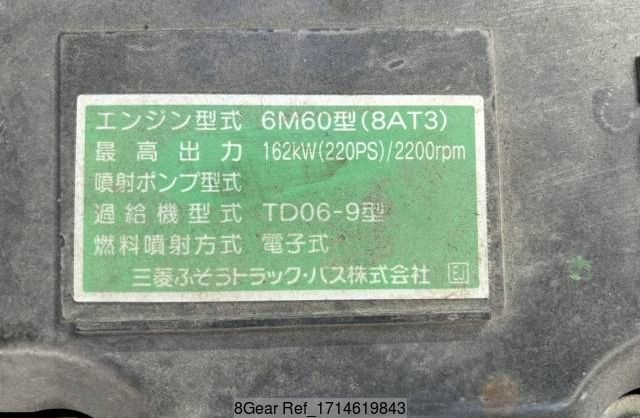 エンジン型式 6M60型(8AT3)
最高出力 162kW(220PS)/2200rpm
噴射ポンプ型式
過給機型式 TD06-9型
燃料噴射方式 電子式
三菱ふそうトラック・バス株式会社 EJ
8Gear Ref_1714619843